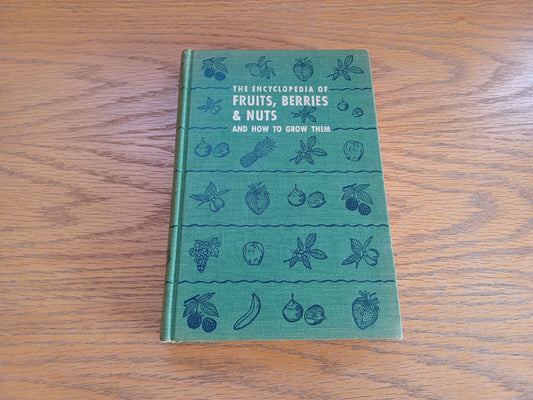 THE ENCYCLOPEDIA OF
FRUITS, BERRIES
& NUTS
AND HOW TO GROW THEM